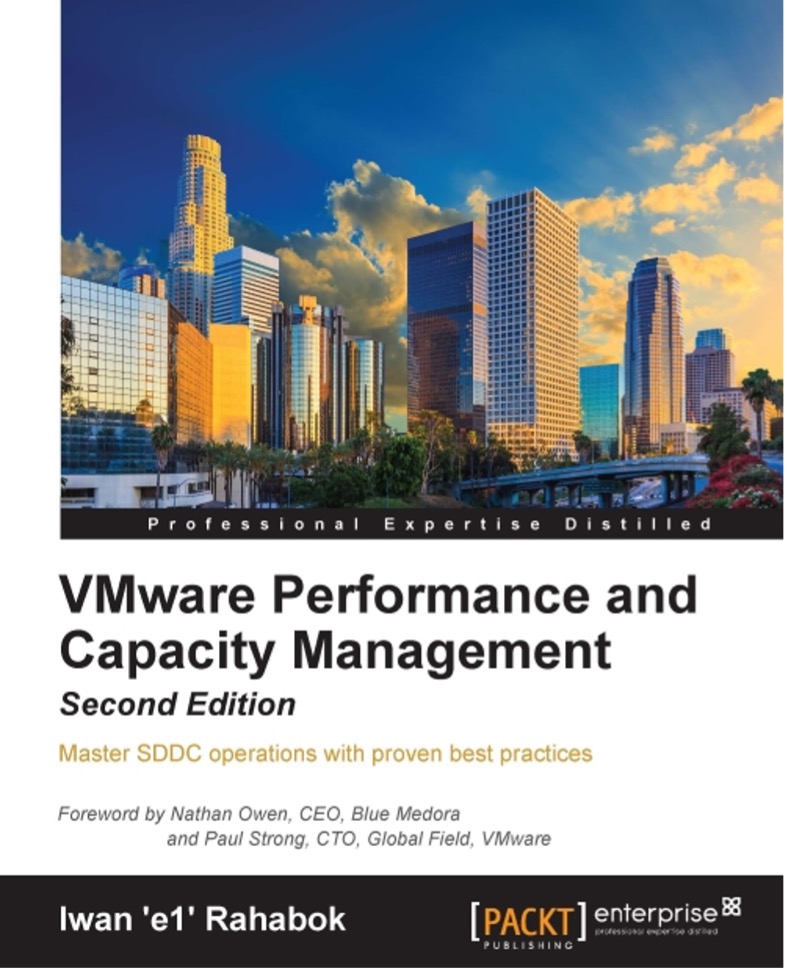 Professional Expertise Distilled
VMware Performance and
Capacity Management
Second Edition
Master SDDC operations with proven best practices
Foreword by Nathan Owen, CEO, Blue Medora
and Paul Strong, CTO, Global Field, VMware
Iwan 'e1' Rahabok
[PACKT] enterprise
PUBLISHING
professional expertise distilled